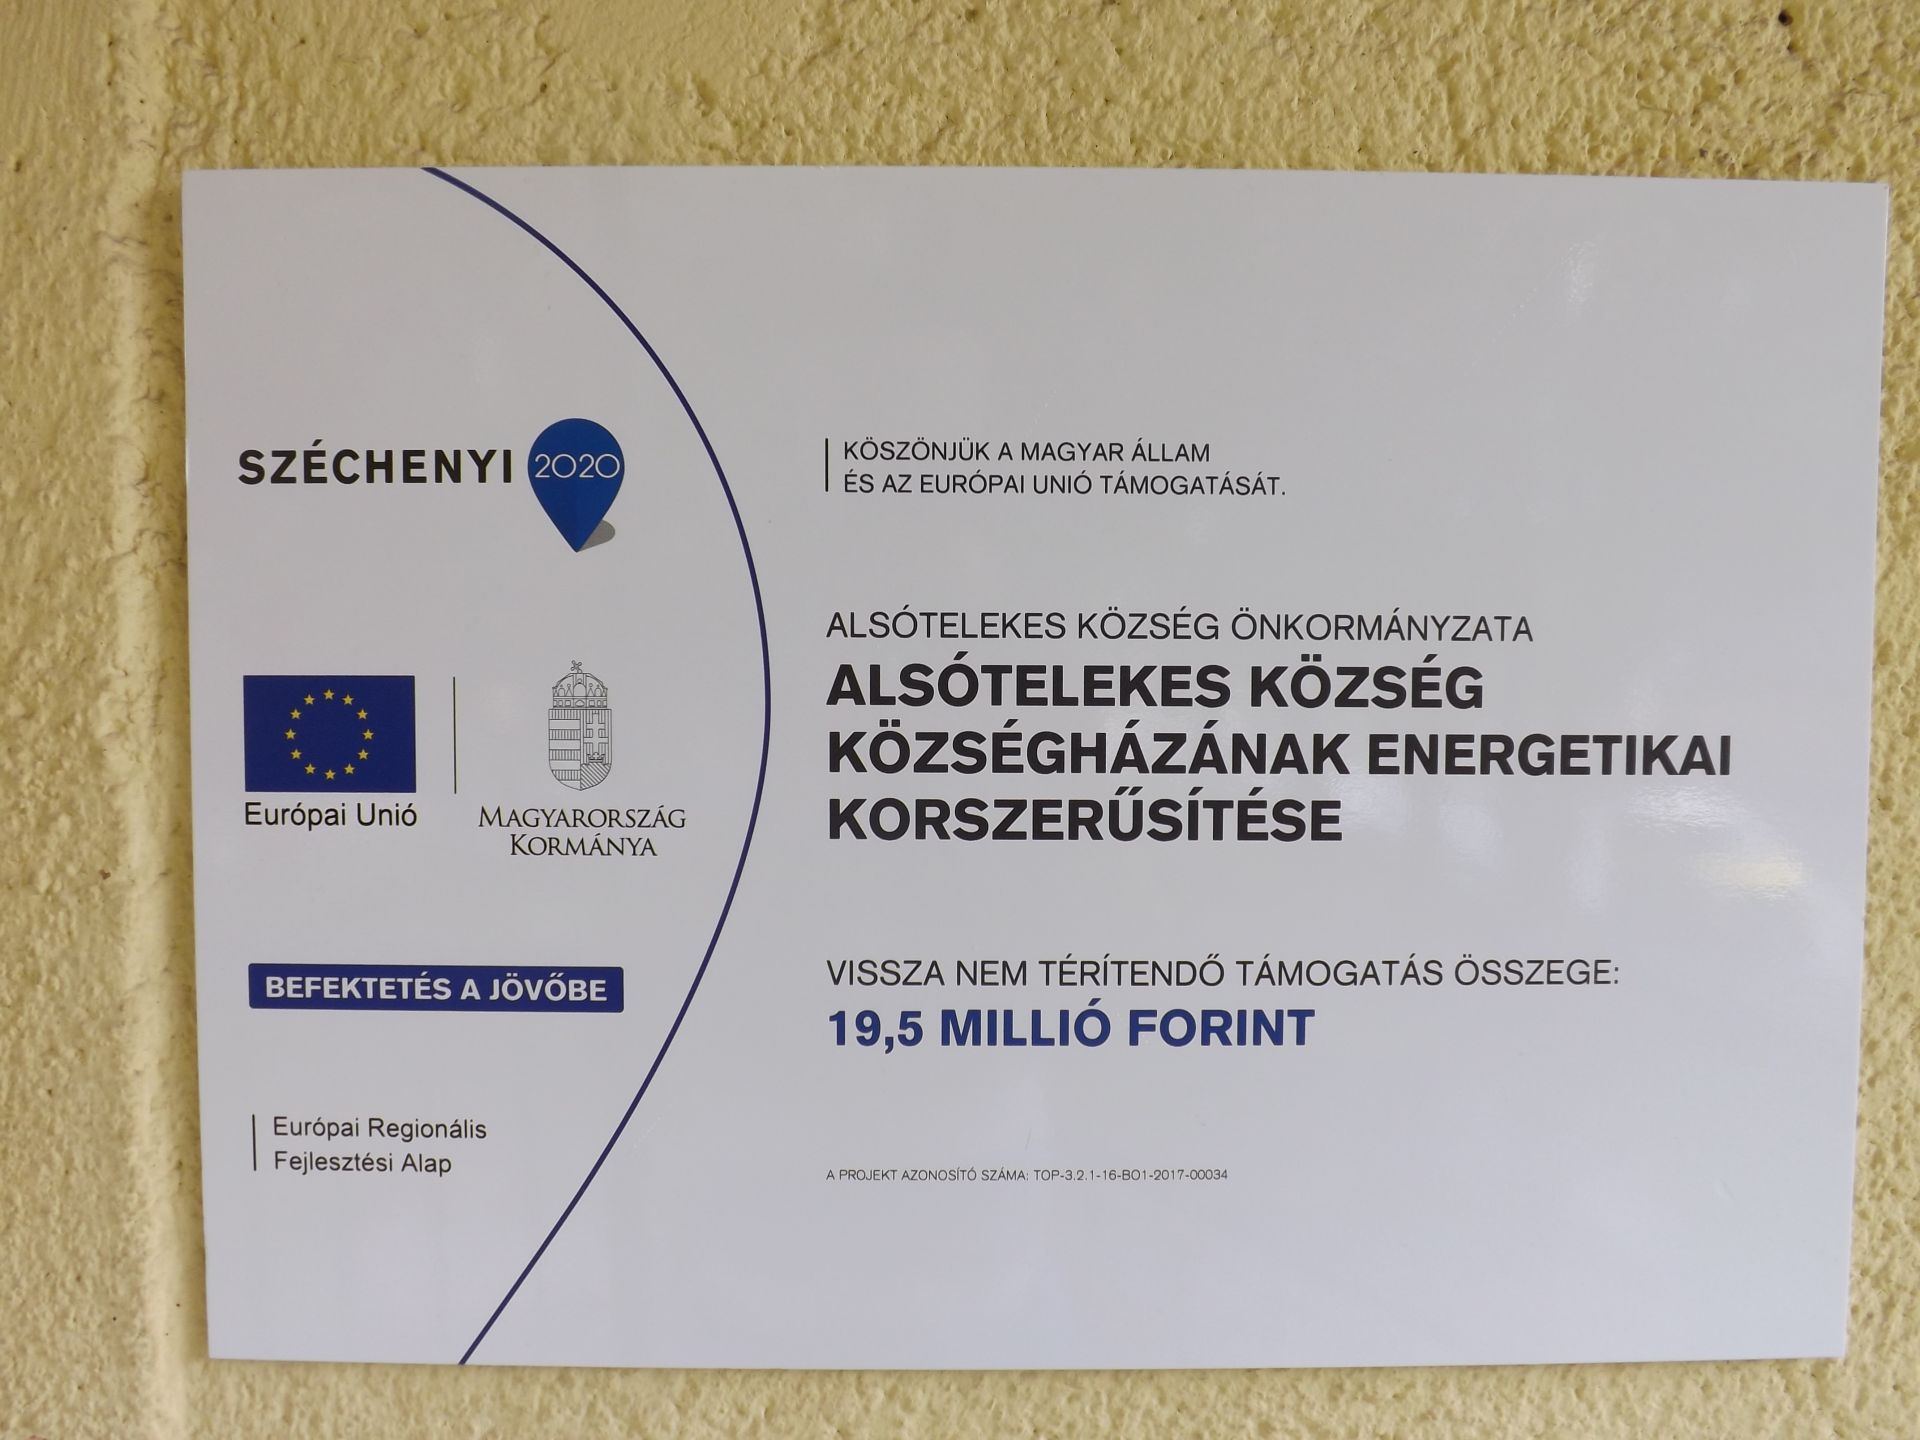 SZÉCHENYI 2020
Európai Unió
MAGYARORSZÁG
KORMÁNYA
BEFEKTETÉS A JÖVŐBE
Európai Regionális
Fejlesztési Alap
KÖSZÖNJÜK A MAGYAR ÁLLAM
ÉS AZ EURÓPAI UNIÓ TÁMOGATÁSÁT.
ALSÓTELEKES KÖZSÉG ÖNKORMÁNYZATA
ALSÓTELEKES KÖZSÉG
KÖZSÉGHÁZÁNAK ENERGETIKAI
KORSZERŰSÍTÉSE
VISSZA NEM TÉRÍTENDŐ TÁMOGATÁS ÖSSZEGE:
19,5 MILLIÓ FORINT
A PROJEKT AZONOSÍTÓ SZÁMA: TOP-3.2.1-16-BO1-2017-00034